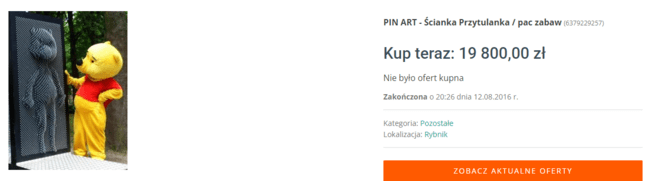 PIN ART - Ścianka Przytulanka / pac zabaw (6379229257)
Kup teraz: 19 800,00 zł
Nie było ofert kupna
Zakończona o 20:26 dnia 12.08.2016 r.
Kategoria: Pozostałe
Lokalizacja: Rybnik
ZOBACZ AKTUALNE OFERTY